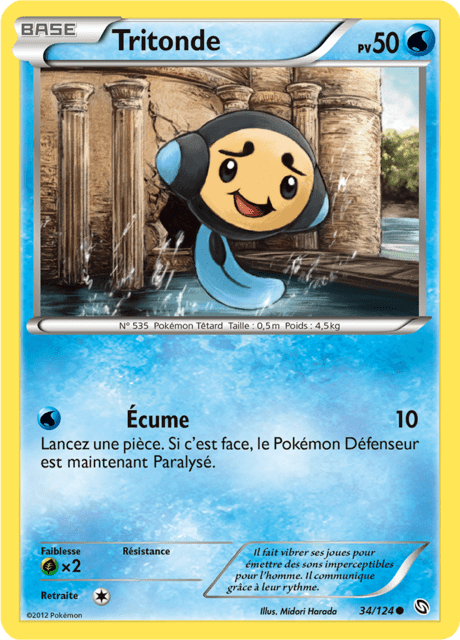 BASE
Tritonde
PV 50
N° 535 Pokémon Têtard Taille : 0,5 m Poids : 4,5 kg
Écume 10
Lancez une pièce. Si c'est face, le Pokémon Défenseur
est maintenant Paralysé.
Faiblesse Résistance
×2
Retraite
Il fait vibrer ses joues pour
émettre des sons imperceptibles
pour l'homme. Il communique
grâce à leur rythme.
©2012 Pokémon
Illus. Midori Harada
34/124